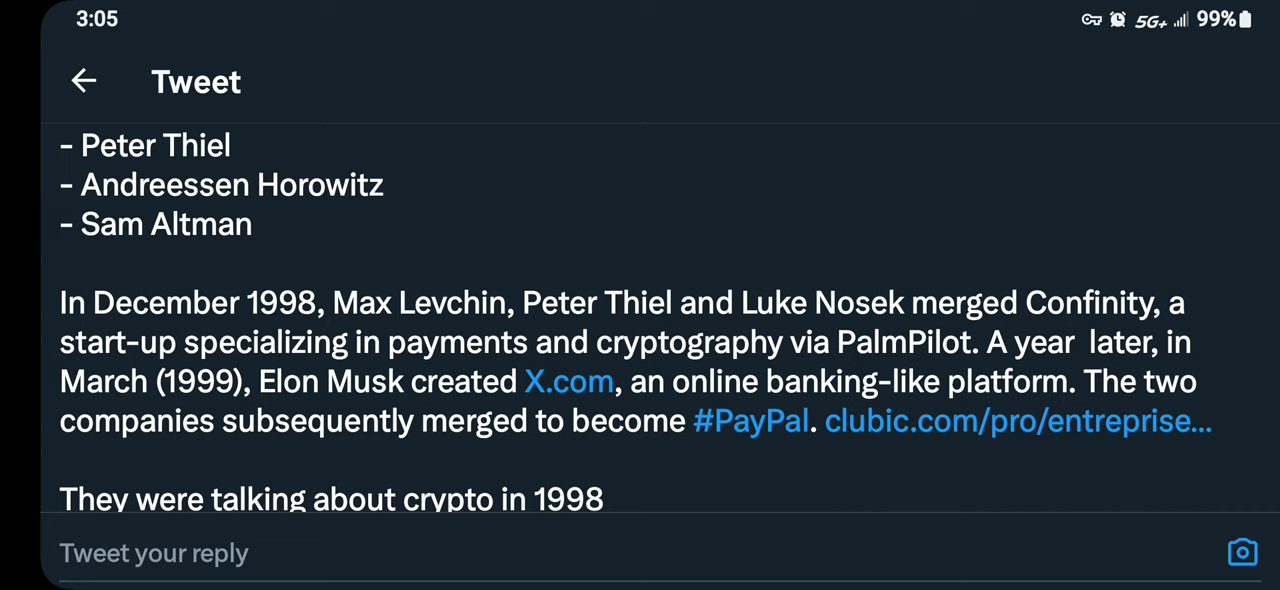 3:05 5G+ 99%
Tweet
- Peter Thiel
- Andreessen Horowitz
- Sam Altman
In December 1998, Max Levchin, Peter Thiel and Luke Nosek merged Confinity, a
start-up specializing in payments and cryptography via PalmPilot. A year later, in
March (1999), Elon Musk created X.com, an online banking-like platform. The two
companies subsequently merged to become #PayPal. clubic.com/pro/entreprise...
They were talking about crypto in 1998
Tweet your reply